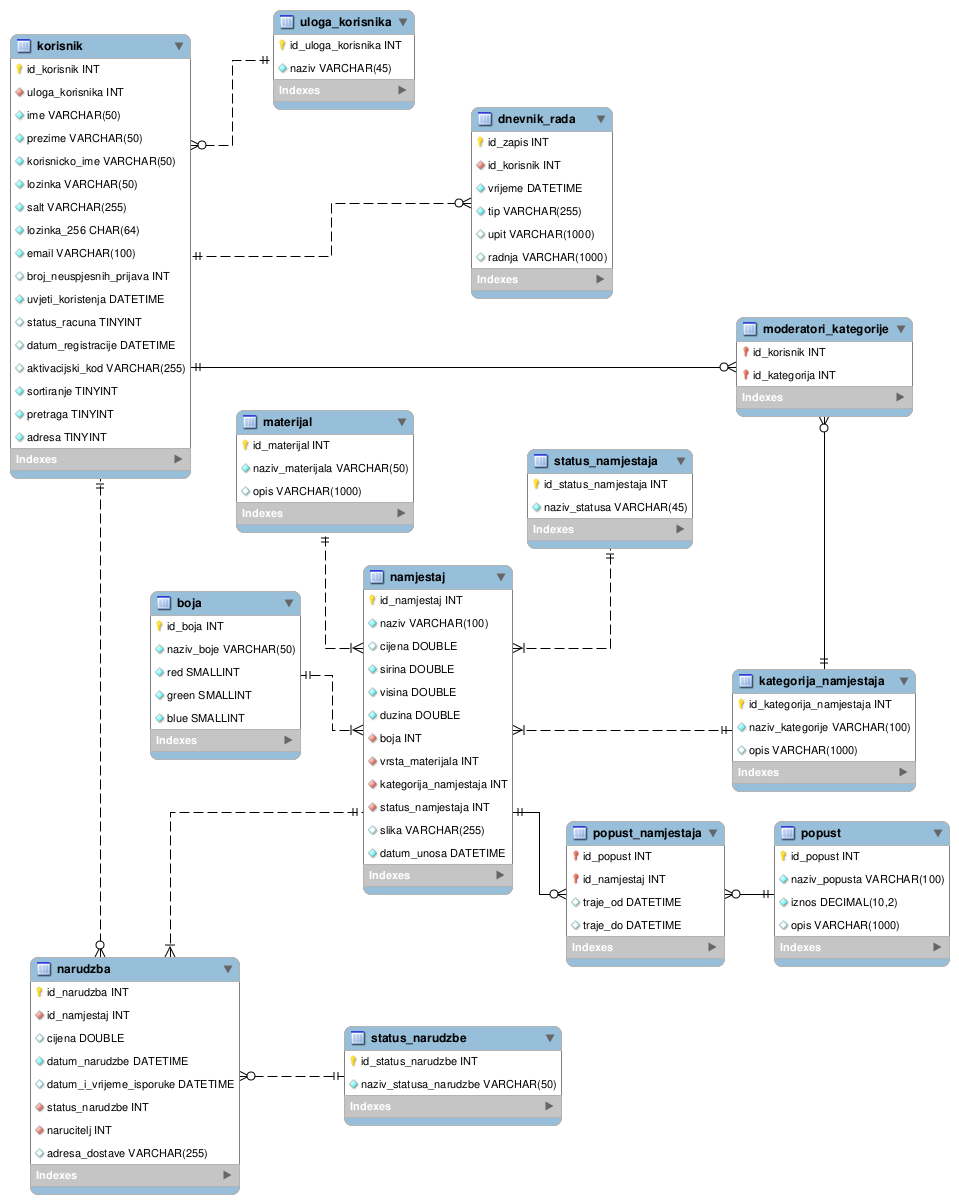 korisnik
id_korisnik INT
uloga_korisnika INT
ime VARCHAR(50)
prezime VARCHAR(50)
korisnicko_ime VARCHAR(50)
lozinka VARCHAR(50)
salt VARCHAR(255)
lozinka_256 CHAR(64)
email VARCHAR(100)
broj_neuspjesnih_prijava INT
uvjeti_koristenja DATETIME
status_racuna TINYINT
datum_registracije DATETIME
aktivacijski_kod VARCHAR(255)
sortiranje TINYINT
pretraga TINYINT
adresa TINYINT
Indexes
uloga_korisnika
id_uloga_korisnika INT
naziv VARCHAR(45)
Indexes
dnevnik_rada
id_zapis INT
id_korisnik INT
vrijeme DATETIME
tip VARCHAR(255)
upit VARCHAR(1000)
radnja VARCHAR(1000)
Indexes
moderatori_kategorije
id_korisnik INT
id_kategorija INT
Indexes
materijal
id_materijal INT
naziv_materijala VARCHAR(50)
opis VARCHAR(1000)
Indexes
status_namjestaja
id_status_namjestaja INT
naziv_statusa VARCHAR(45)
Indexes
boja
id_boja INT
naziv_boje VARCHAR(50)
red SMALLINT
green SMALLINT
blue SMALLINT
Indexes
namjestaj
id_namjestaj INT
naziv VARCHAR(100)
cijena DOUBLE
sirina DOUBLE
visina DOUBLE
duzina DOUBLE
boja INT
vrsta_materijala INT
kategorija_namjestaja INT
status_namjestaja INT
slika VARCHAR(255)
datum_unosa DATETIME
Indexes
kategorija_namjestaja
id_kategorija_namjestaja INT
naziv_kategorije VARCHAR(100)
opis VARCHAR(1000)
Indexes
popust_namjestaja
id_popust INT
id_namjestaj INT
traje_od DATETIME
traje_do DATETIME
Indexes
popust
id_popust INT
naziv_popusta VARCHAR(100)
iznos DECIMAL(10,2)
opis VARCHAR(1000)
Indexes
narudzba
id_narudzba INT
id_namjestaj INT
cijena DOUBLE
datum_narudzbe DATETIME
datum_i_vrijeme_isporuke DATETIME
status_narudzbe INT
narucitelj INT
adresa_dostave VARCHAR(255)
Indexes
status_narudzbe
id_status_narudzbe INT
naziv_statusa_narudzbe VARCHAR(50)
Indexes